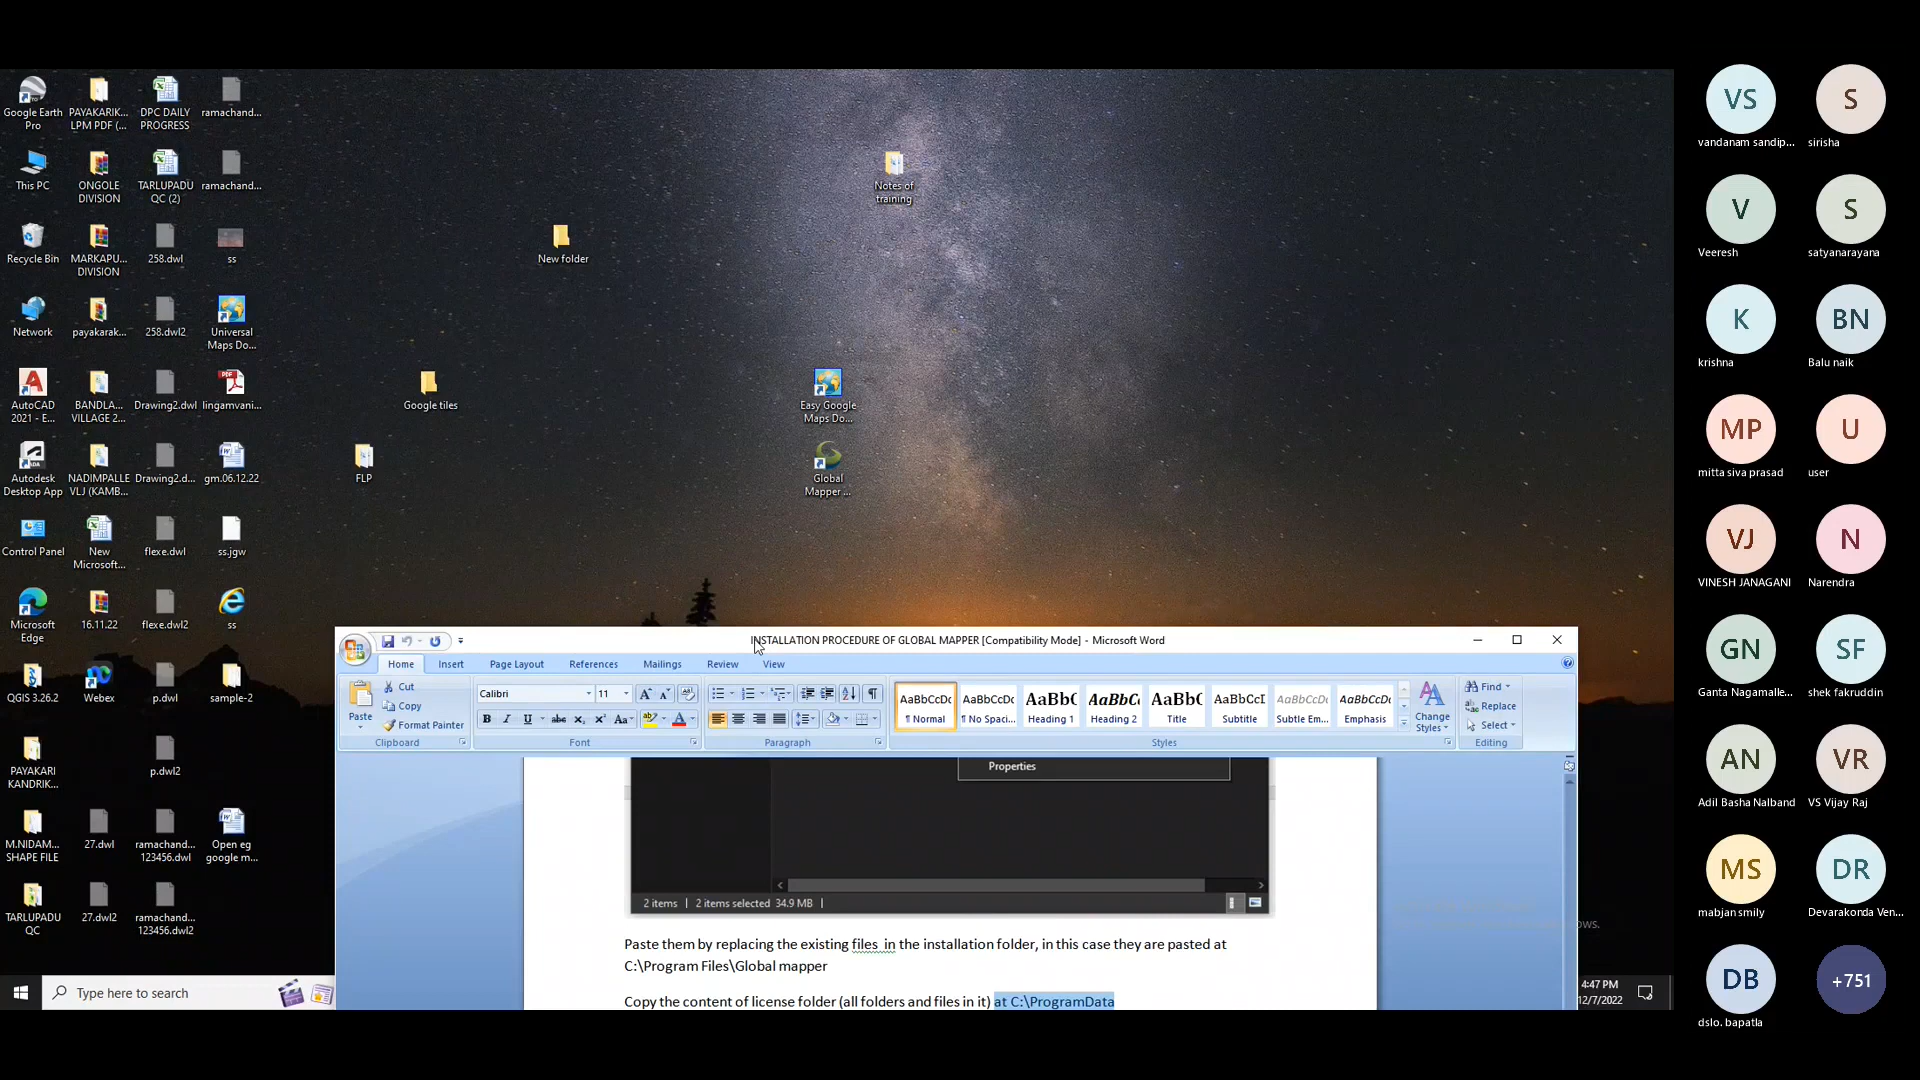 Google Earth
Pro
PAYAKARIK...
LPM PDF (...
DPC DAILY
PROGRESS
ramachand...
This PC
ONGOLE
DIVISION
TARLUPADU
QC (2)
ramachand...
Recycle Bin
MARKAPU...
DIVISION
258.dwl
ss
Network
payakarak...
258.dwl2
Universal
Maps Do...
AutoCAD
2021 - E...
BANDLA...
VILLAGE 2...
Drawing2.dwl
lingamvani...
Autodesk
Desktop App
NADIMPALLE
VLJ (KAMB...
Drawing2.d...
gm.06.12.22
Control Panel
New
Microsoft...
flexe.dwl
ss.jgw
Microsoft
Edge
16.11.22
flexe.dwl2
ss
QGIS 3.26.2
Webex
p.dwl
sample-2
PAYAKARI
KANDRIK...
p.dwl2
M.NIDAM...
SHAPE FILE
27.dwl
ramachand...
123456.dwl
Open eg
google m...
TARLUPADU
QC
27.dwl2
ramachand...
123456.dwl2
Notes of
training
New folder
Google tiles
Easy Google
Maps Do...
FLP
Global
Mapper ...
INSTALLATION PROCEDURE OF GLOBAL MAPPER [Compatibility Mode] - Microsoft Word
Home Insert Page Layout References Mailings Review View
Paste
Cut
Copy
Format Painter
Clipboard
Calibri 11
B I U abc x₂ x² Aa
Font
Paragraph
AaBbCcDc AaBbCcDc AaBbC AaBbC AaBbC AaBbCcI AaBbCcDc AaBbCcDc
¶ Normal ¶ No Spaci... Heading 1 Heading 2 Title Subtitle Subtle Em... Emphasis
Change
Styles
Styles
Find
Replace
Select
Editing
Properties
2 items | 2 items selected 34.9 MB |
Paste them by replacing the existing files in the installation folder, in this case they are pasted at
C:\Program Files\Global mapper
Copy the content of license folder (all folders and files in it) at C:\ProgramData
Type here to search
ws.
4:47 PM
12/7/2022
VS
vandanam sandip...
S
sirisha
V
Veeresh
S
satyanarayana
K
krishna
BN
Balu naik
MP
mitta siva prasad
U
user
VJ
VINESH JANAGANI
N
Narendra
GN
Ganta Nagamalle...
SF
shek fakruddin
AN
Adil Basha Nalband
VR
VS Vijay Raj
MS
mabjan smily
DR
Devarakonda Ven...
DB
dslo. bapatla
+751